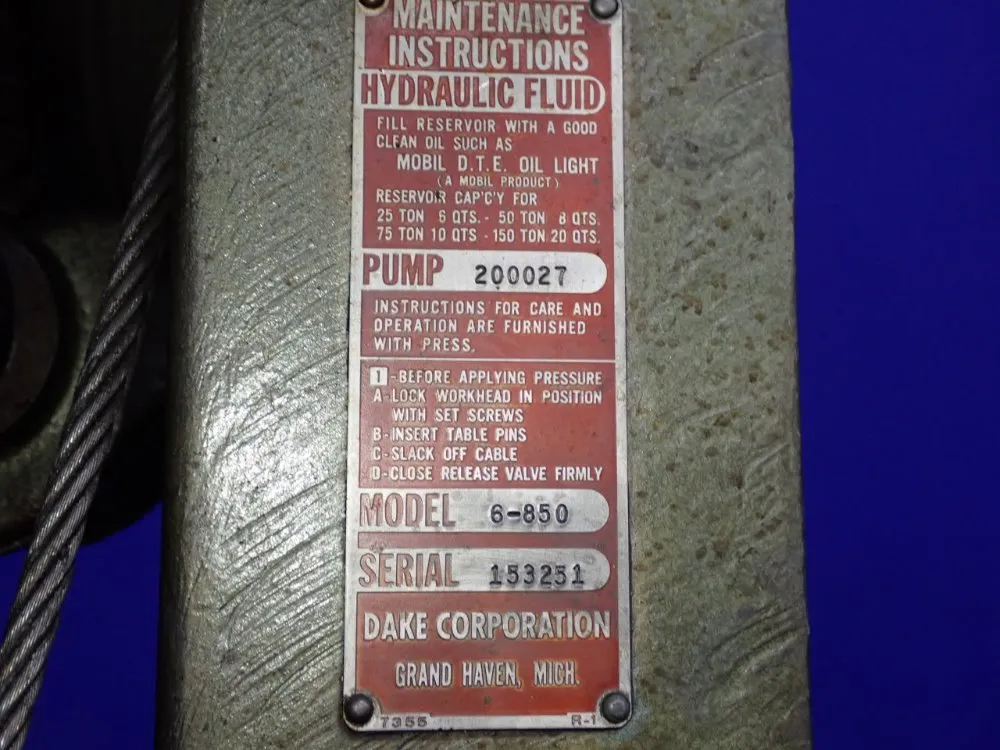 MAINTENANCE
INSTRUCTIONS
HYDRAULIC FLUID
FILL RESERVOIR WITH A GOOD
CLEAN OIL SUCH AS
MOBIL D.T.E. OIL LIGHT
(A MOBIL PRODUCT)
RESERVOIR CAP'C'Y FOR
25 TON 6 QTS. - 50 TON 8 QTS.
75 TON 10 QTS - 150 TON 20 QTS.
PUMP 200027
INSTRUCTIONS FOR CARE AND
OPERATION ARE FURNISHED
WITH PRESS.
1 -BEFORE APPLYING PRESSURE
A-LOCK WORKHEAD IN POSITION
WITH SET SCREWS
B-INSERT TABLE PINS
C-SLACK OFF CABLE
D-CLOSE RELEASE VALVE FIRMLY
MODEL 6-850
SERIAL 153251
DAKE CORPORATION
GRAND HAVEN, MICH.
7355 R-1